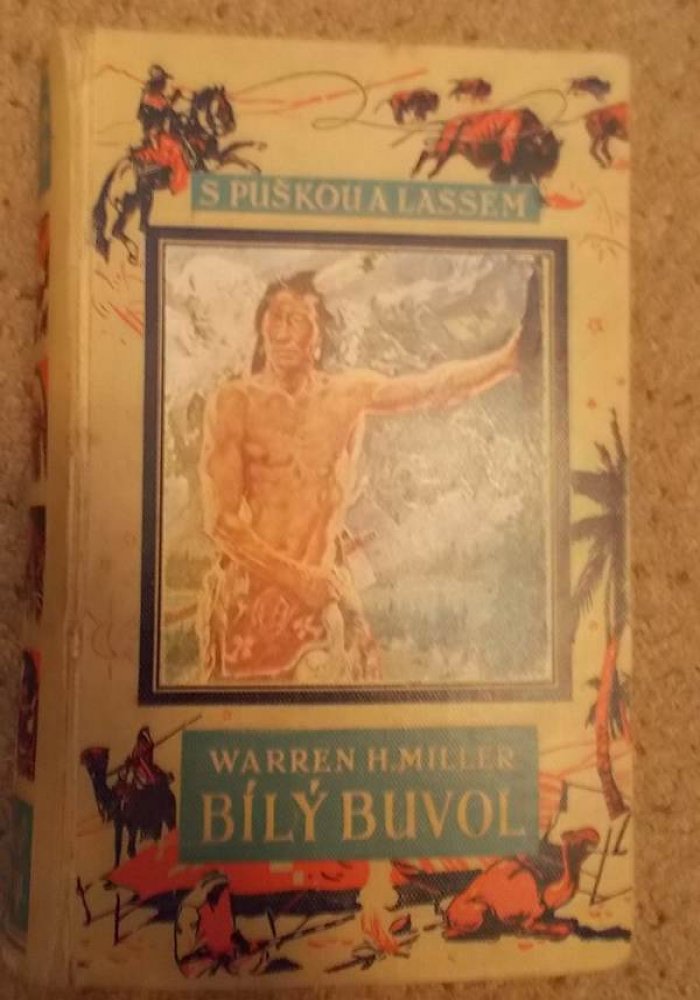 S PUŠKOU A LASSEM
WARREN H. MILLER
BÍLÝ BUVOL